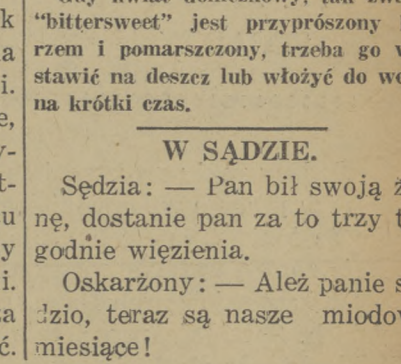 k
a
i.
e,
y-
t-
u
y
i.
za
ć.
"bittersweet" jest przyprószony
rzem i pomarszczony, trzeba go
stawić na deszcz lub włożyć do
na krótki czas.
W SĄDZIE.
Sędzia: — Pan bił swoją ż
nę, dostanie pan za to trzy t
godnie więzienia.
Oskarżony: — Ależ panie s
dzio, teraz są nasze miodo
miesiące!